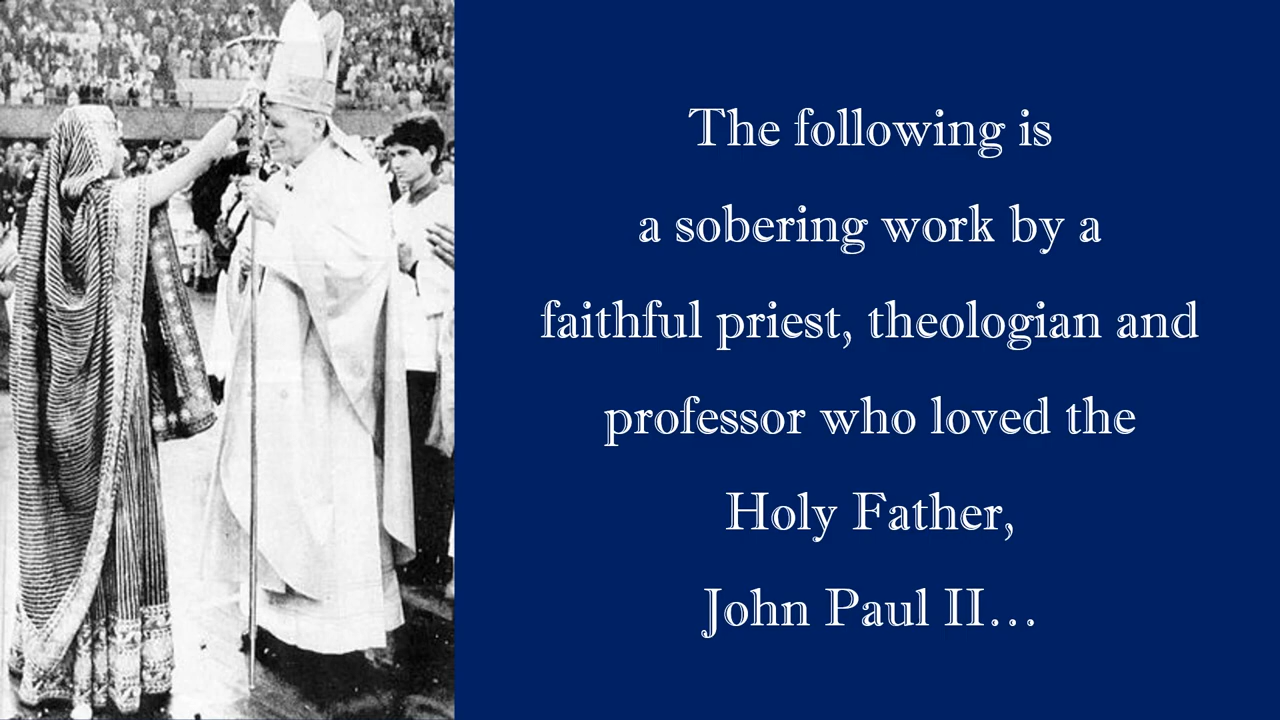 The following is
a sobering work by a
faithful priest, theologian and
professor who loved the
Holy Father,
John Paul II...